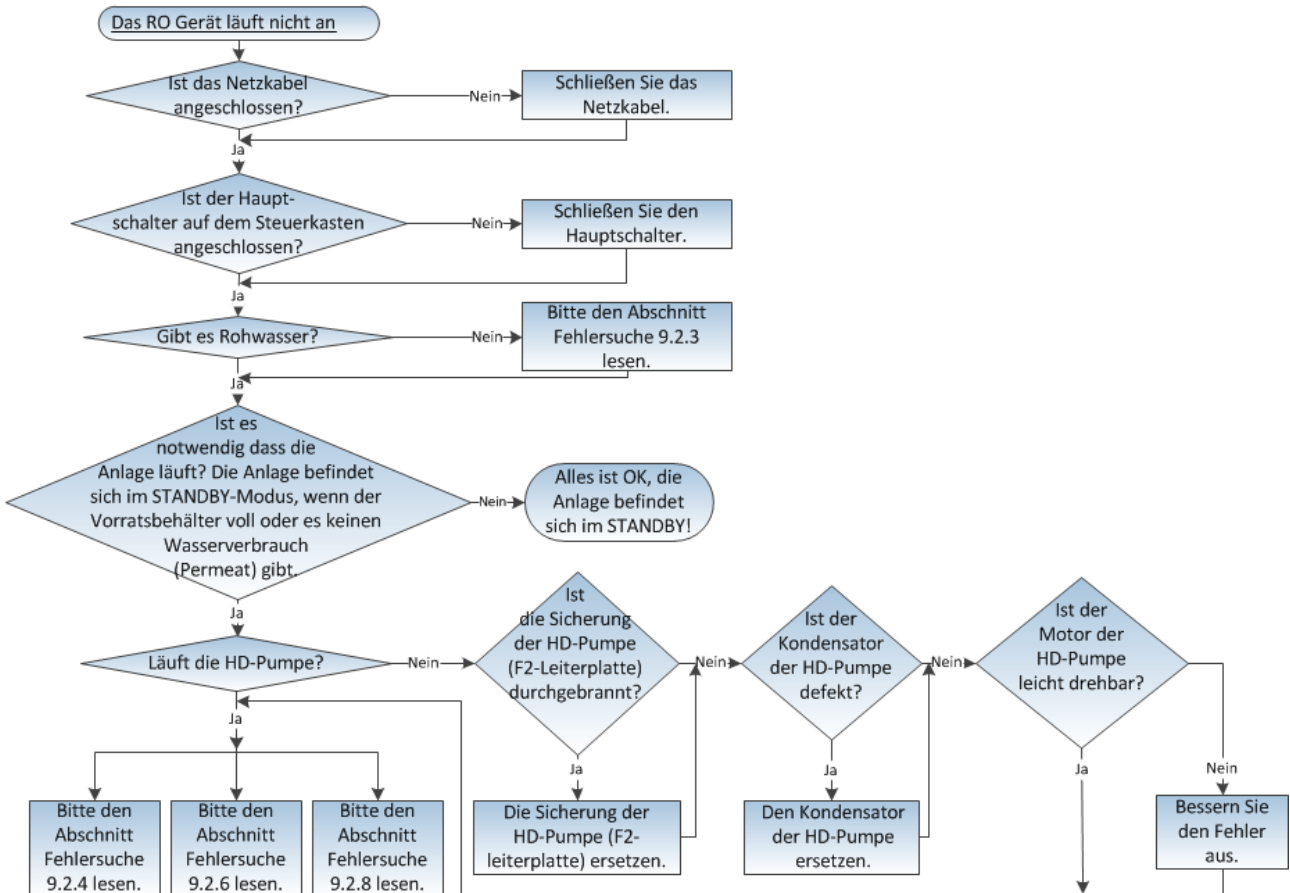 Das RO Gerät läuft nicht an
Ist das Netzkabel
angeschlossen?
Nein
Schließen Sie das
Netzkabel.
Ja
Ist der Haupt-
schalter auf dem Steuerkasten
angeschlossen?
Nein
Schließen Sie den
Hauptschalter.
Ja
Gibt es Rohwasser?
Nein
Bitte den Abschnitt
Fehlersuche 9.2.3
lesen.
Ja
Ist es
notwendig dass die
Anlage läuft? Die Anlage befindet
sich im STANDBY-Modus, wenn der
Vorratsbehälter voll oder es keinen
Wasserverbrauch
(Permeat) gibt.
Nein
Alles ist OK, die
Anlage befindet
sich im STANDBY!
Ja
Läuft die HD-Pumpe?
Nein
Ist
die Sicherung
der HD-Pumpe
(F2-Leiterplatte)
durchgebrannt?
Nein
Ist der
Kondensator
der HD-Pumpe
defekt?
Nein
Ist der
Motor der
HD-Pumpe
leicht drehbar?
Ja
Ja
Ja
Ja
Nein
Bitte den
Abschnitt
Fehlersuche
9.2.4 lesen.
Bitte den
Abschnitt
Fehlersuche
9.2.6 lesen.
Bitte den
Abschnitt
Fehlersuche
9.2.8 lesen.
Die Sicherung der
HD-Pumpe (F2-
leiterplatte) ersetzen.
Den Kondensator
der HD-Pumpe
ersetzen.
Bessern Sie
den Fehler
aus.